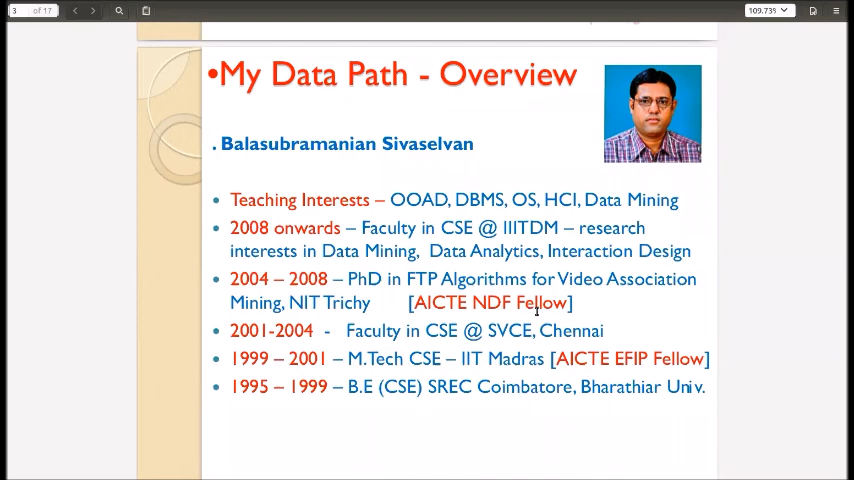 3 of 17
109.73%
•My Data Path - Overview
. Balasubramanian Sivaselvan
• Teaching Interests – OOAD, DBMS, OS, HCI, Data Mining
• 2008 onwards – Faculty in CSE @ IIITDM – research
interests in Data Mining, Data Analytics, Interaction Design
• 2004 – 2008 – PhD in FTP Algorithms for Video Association
Mining, NIT Trichy [AICTE NDF Fellow]
• 2001-2004 - Faculty in CSE @ SVCE, Chennai
• 1999 – 2001 – M.Tech CSE – IIT Madras [AICTE EFIP Fellow]
• 1995 – 1999 – B.E (CSE) SREC Coimbatore, Bharathiar Univ.